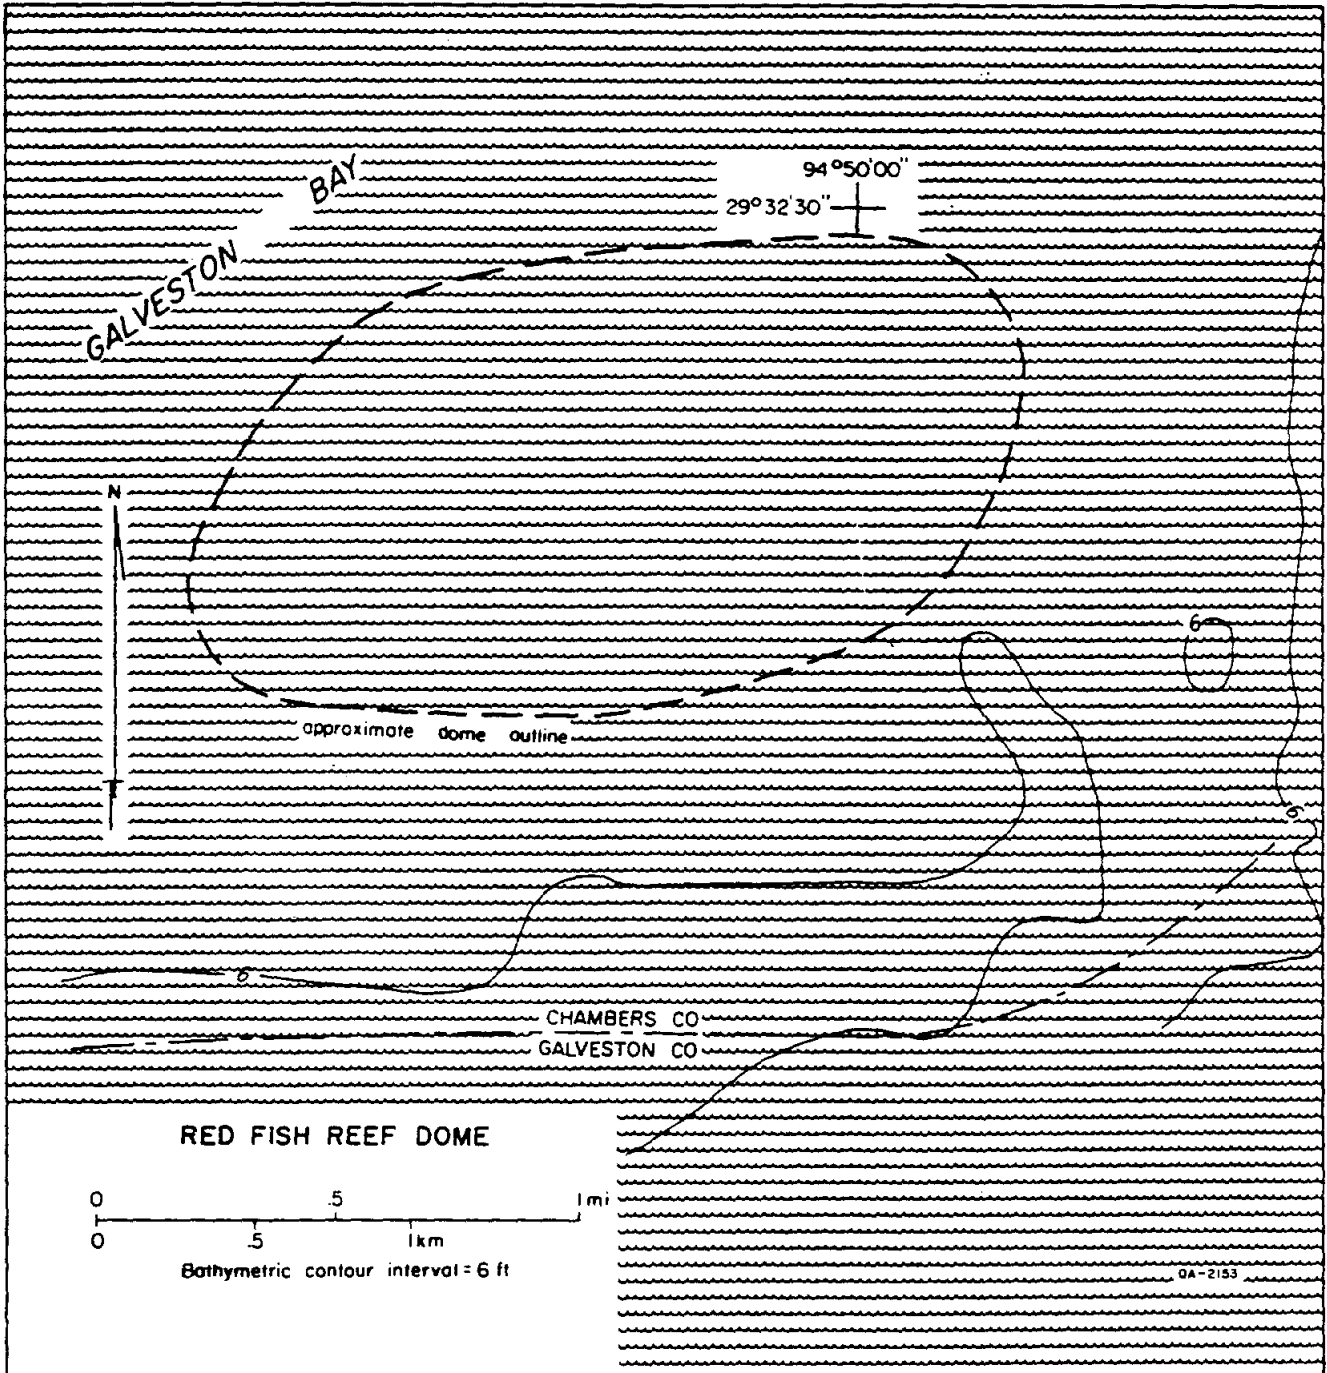 94°50'00"
29°32'30"
GALVESTON BAY
N
6
approximate dome outline
6
6
CHAMBERS CO
GALVESTON CO
RED FISH REEF DOME
0 .5 1 mi
0 .5 1 km
Bathymetric contour interval = 6 ft
QA-2153